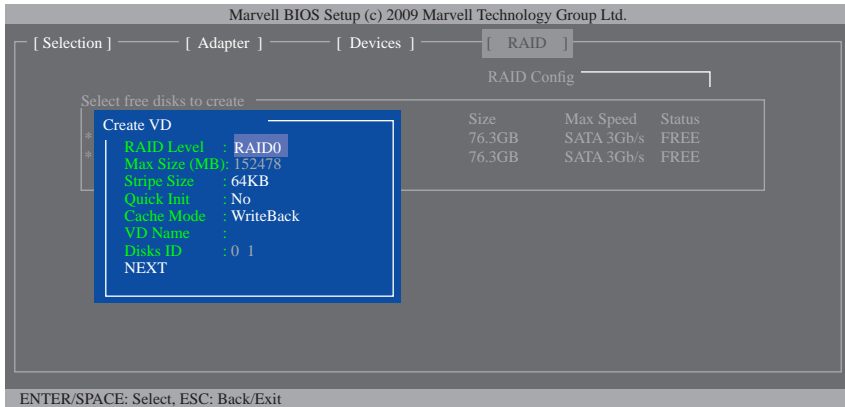 Marvell BIOS Setup (c) 2009 Marvell Technology Group Ltd.
[ Selection ] [ Adapter ] [ Devices ] [ RAID ]
RAID Config
Select free disks to create
Size Max Speed Status
* 76.3GB SATA 3Gb/s FREE
* 76.3GB SATA 3Gb/s FREE
Create VD
RAID Level : RAID0
Max Size (MB): 152478
Stripe Size : 64KB
Quick Init : No
Cache Mode : WriteBack
VD Name :
Disks ID : 0 1
NEXT
ENTER/SPACE: Select, ESC: Back/Exit